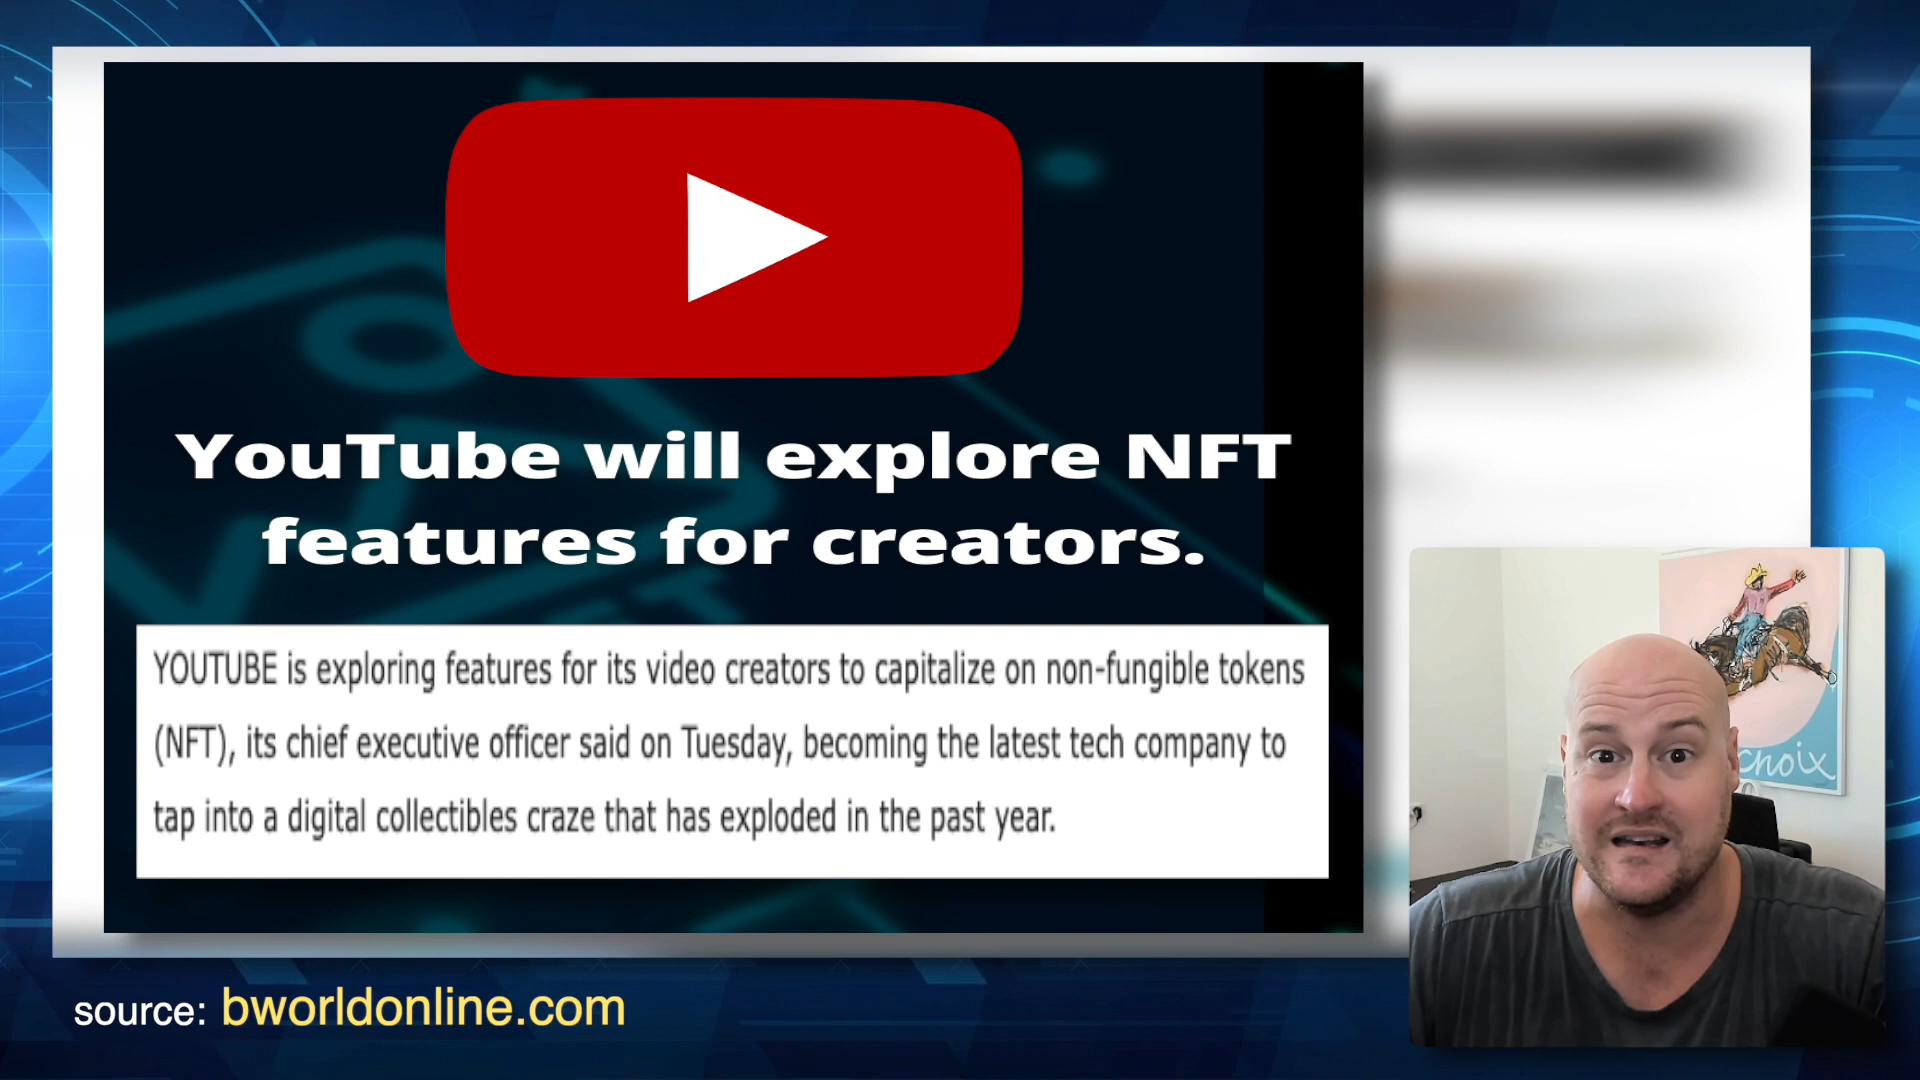 YouTube will explore NFT
features for creators.
YOUTUBE is exploring features for its video creators to capitalize on non-fungible tokens
(NFT), its chief executive officer said on Tuesday, becoming the latest tech company to
tap into a digital collectibles craze that has exploded in the past year.
choix
source: bworldonline.com